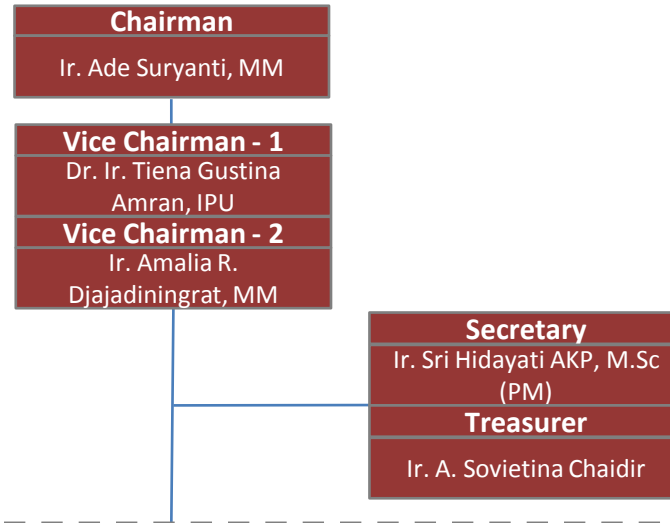 Chairman
Ir. Ade Suryanti, MM
Vice Chairman - 1
Dr. Ir. Tiena Gustina
Amran, IPU
Vice Chairman - 2
Ir. Amalia R.
Djajadiningrat, MM
Secretary
Ir. Sri Hidayati AKP, M.Sc
(PM)
Treasurer
Ir. A. Sovietina Chaidir